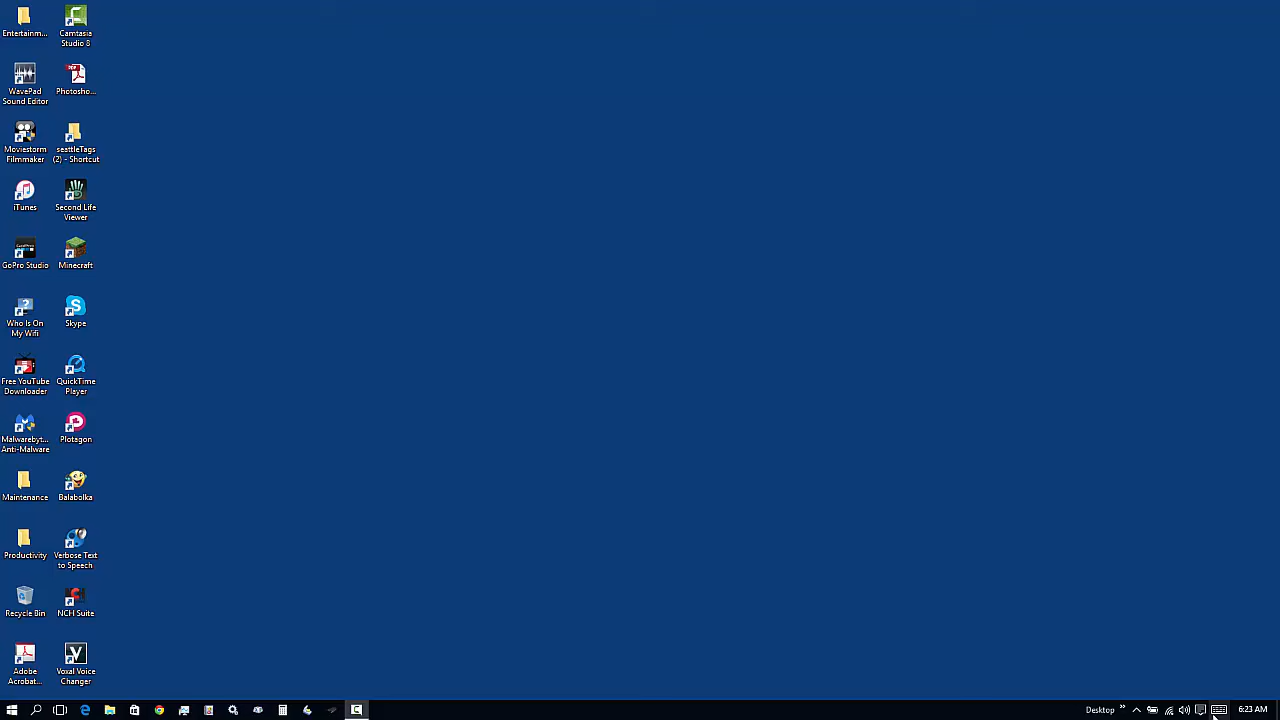 Entertainm...
Camtasia
Studio 8
WavePad
Sound Editor
PDF
Photosho...
Moviestorm
Filmmaker
seattleTags
(2) - Shortcut
iTunes
Second Life
Viewer
GoPro Studio
Minecraft
Who Is On
My Wifi
Skype
Free YouTube
Downloader
QuickTime
Player
Malwarebyt...
Anti-Malware
Plotagon
Maintenance
Balabolka
Productivity
Verbose Text
to Speech
Recycle Bin
NCH Suite
Adobe
Acrobat...
Voxal Voice
Changer
Desktop
6:23 AM